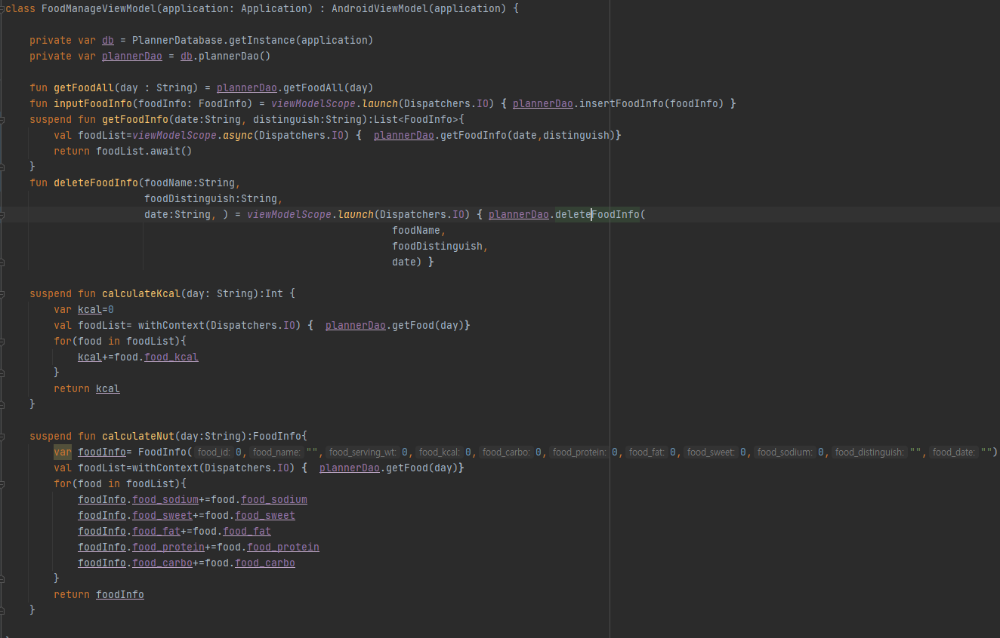 class FoodManageViewModel(application: Application) : AndroidViewModel(application) {
private var db = PlannerDatabase.getInstance(application)
private var plannerDao = db.plannerDao()
fun getFoodAll(day : String) = plannerDao.getFoodAll(day)
fun inputFoodInfo(foodInfo: FoodInfo) = viewModelScope.launch(Dispatchers.IO) { plannerDao.insertFoodInfo(foodInfo) }
suspend fun getFoodInfo(date:String, distinguish:String):List<FoodInfo>{
val foodList=viewModelScope.async(Dispatchers.IO) {  plannerDao.getFoodInfo(date,distinguish)}
return foodList.await()
}
fun deleteFoodInfo(foodName:String,
foodDistinguish:String,
date:String, ) = viewModelScope.launch(Dispatchers.IO) { plannerDao.deleteFoodInfo(
foodName,
foodDistinguish,
date) }
suspend fun calculateKcal(day: String):Int {
var kcal=0
val foodList= withContext(Dispatchers.IO) {  plannerDao.getFood(day)}
for(food in foodList){
kcal+=food.food_kcal
}
return kcal
}
suspend fun calculateNut(day:String):FoodInfo{
var foodInfo= FoodInfo( food_id: 0, food_name: "", food_serving_wt: 0, food_kcal: 0, food_carbo: 0, food_protein: 0, food_fat: 0, food_sweet: 0, food_sodium: 0, food_distinguish: "", food_date: "")
val foodList=withContext(Dispatchers.IO) {  plannerDao.getFood(day)}
for(food in foodList){
foodInfo.food_sodium+=food.food_sodium
foodInfo.food_sweet+=food.food_sweet
foodInfo.food_fat+=food.food_fat
foodInfo.food_protein+=food.food_protein
foodInfo.food_carbo+=food.food_carbo
}
return foodInfo
}